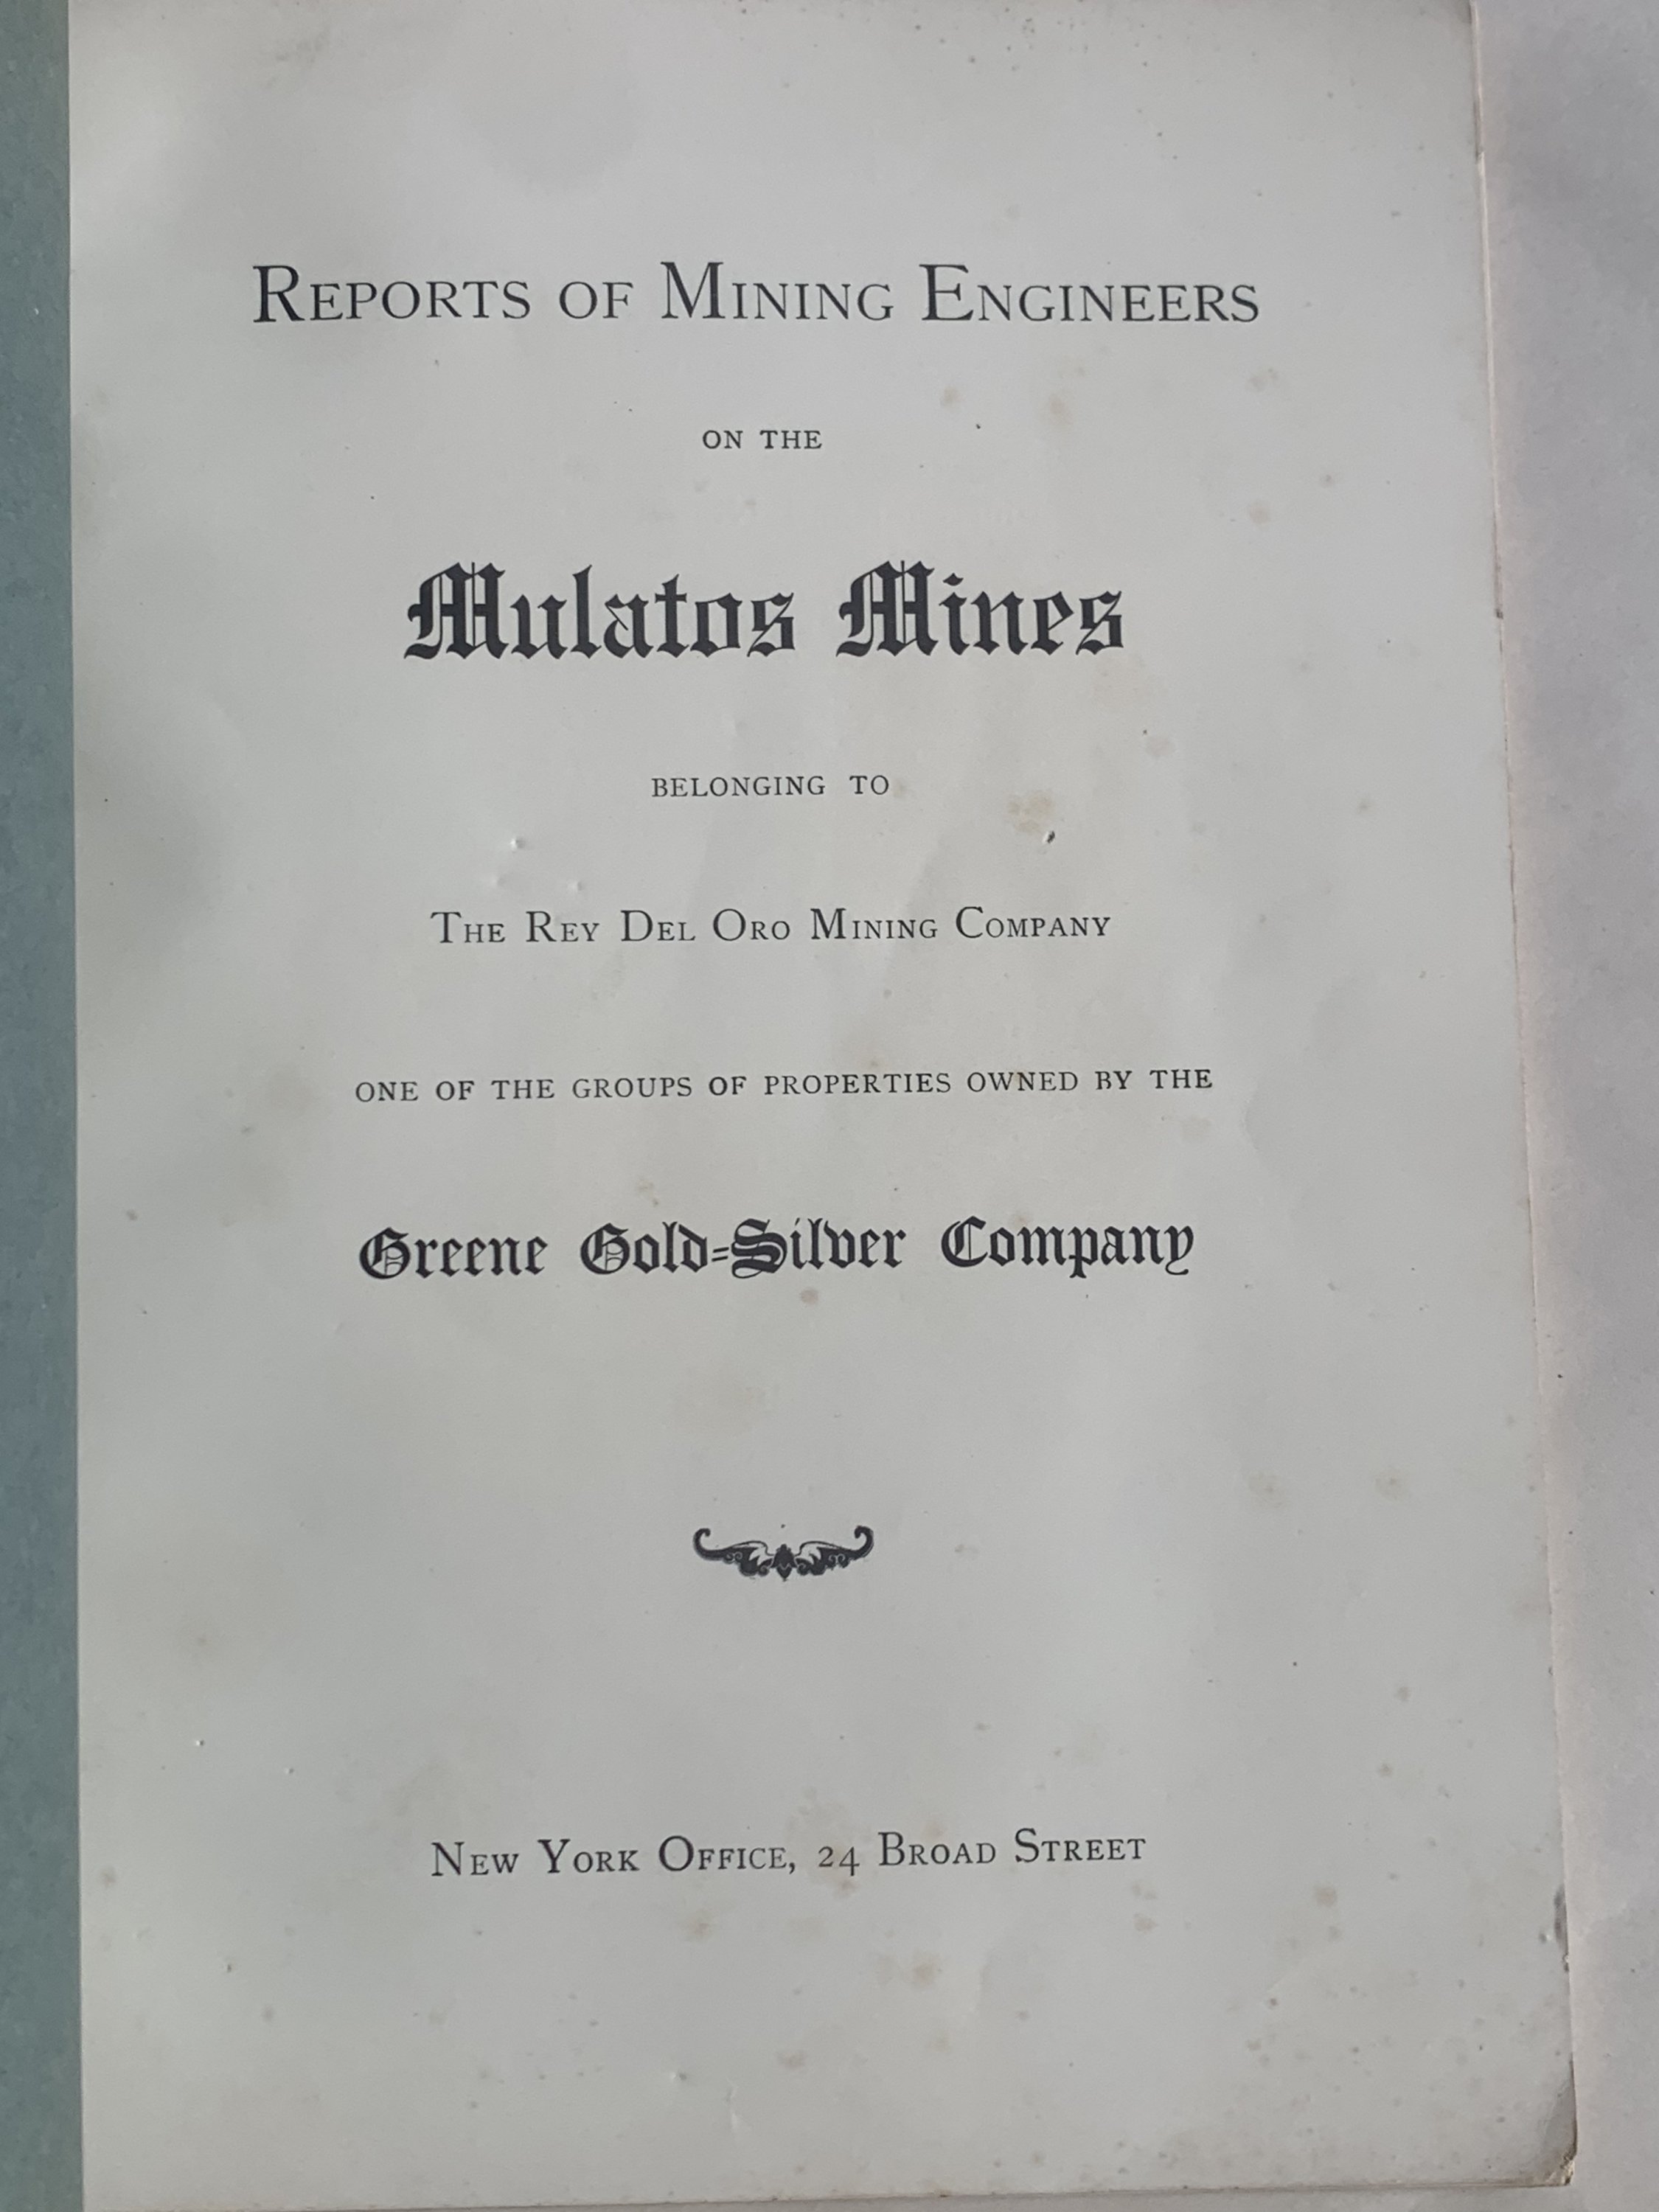 Reports of Mining Engineers
ON THE
Mulatos Mines
BELONGING TO
The Rey Del Oro Mining Company
ONE OF THE GROUPS OF PROPERTIES OWNED BY THE
Greene Gold-Silver Company
New York Office, 24 Broad Street